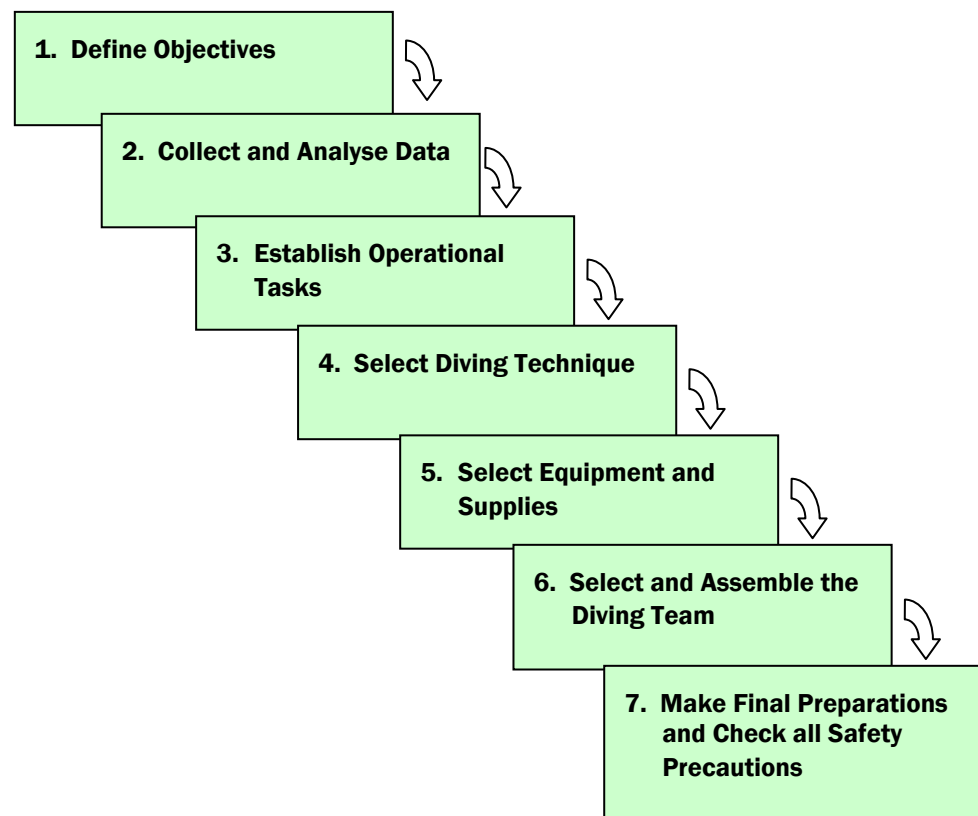 1. Define Objectives
2. Collect and Analyse Data
3. Establish Operational
Tasks
4. Select Diving Technique
5. Select Equipment and
Supplies
6. Select and Assemble the
Diving Team
7. Make Final Preparations
and Check all Safety
Precautions